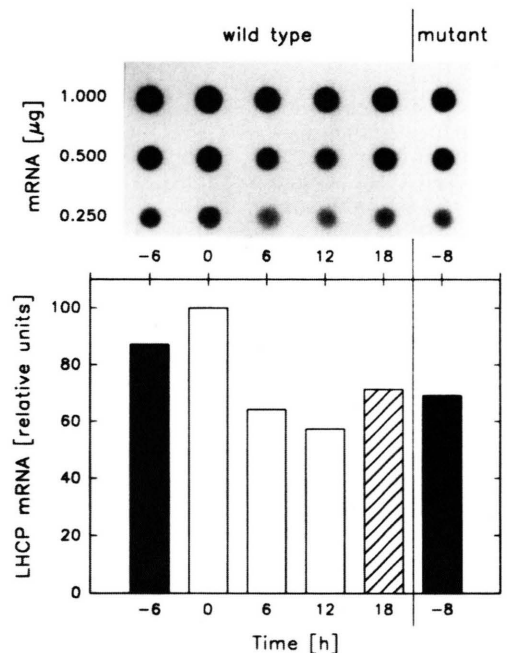 wild type mutant
mRNA [μg]
1.000
0.500
0.250
-6 0 6 12 18 -8
LHCP mRNA [relative units]
100
80
60
40
20
0
-6 0 6 12 18 -8
Time [h]